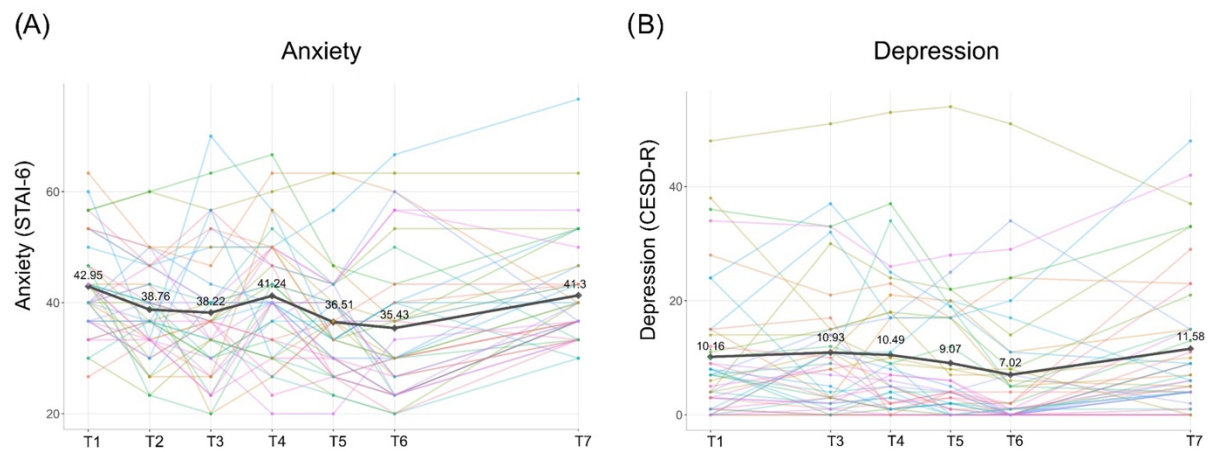 (A)
Anxiety
Anxiety (STAI-6)
60
40
20
42.95
38.76
38.22
41.24
36.51
35.43
41.3
T1 T2 T3 T4 T5 T6 T7
(B)
Depression
Depression (CESD-R)
40
20
0
10.16
10.93
10.49
9.07
7.02
11.58
T1 T3 T4 T5 T6 T7